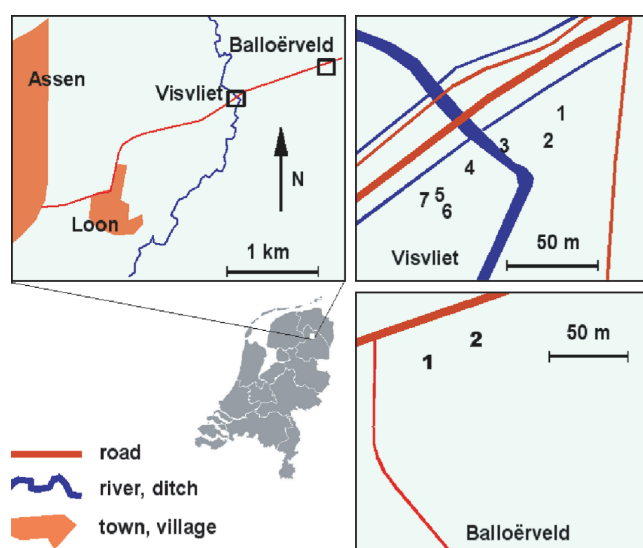 Balloërveld
Assen
Visvliet
N
Loon
1 km
1
2
3
4
7 5
6
Visvliet
50 m
1
2
50 m
Balloërveld
road
river, ditch
town, village